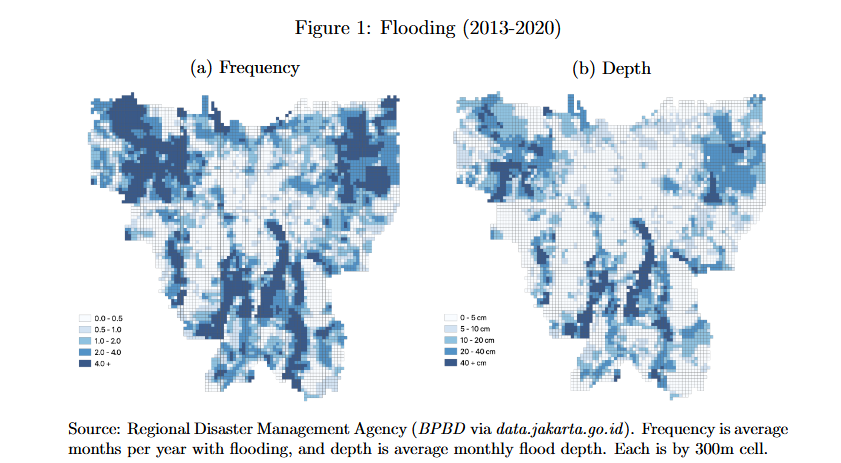 Figure 1: Flooding (2013-2020)
(a) Frequency
(b) Depth
0.0 - 0.5
0.5 - 1.0
1.0 - 2.0
2.0 - 4.0
4.0 +
0 - 5 cm
5 - 10 cm
10 - 20 cm
20 - 40 cm
40 + cm
Source: Regional Disaster Management Agency (BPBD via data.jakarta.go.id). Frequency is average
months per year with flooding, and depth is average monthly flood depth. Each is by 300m cell.